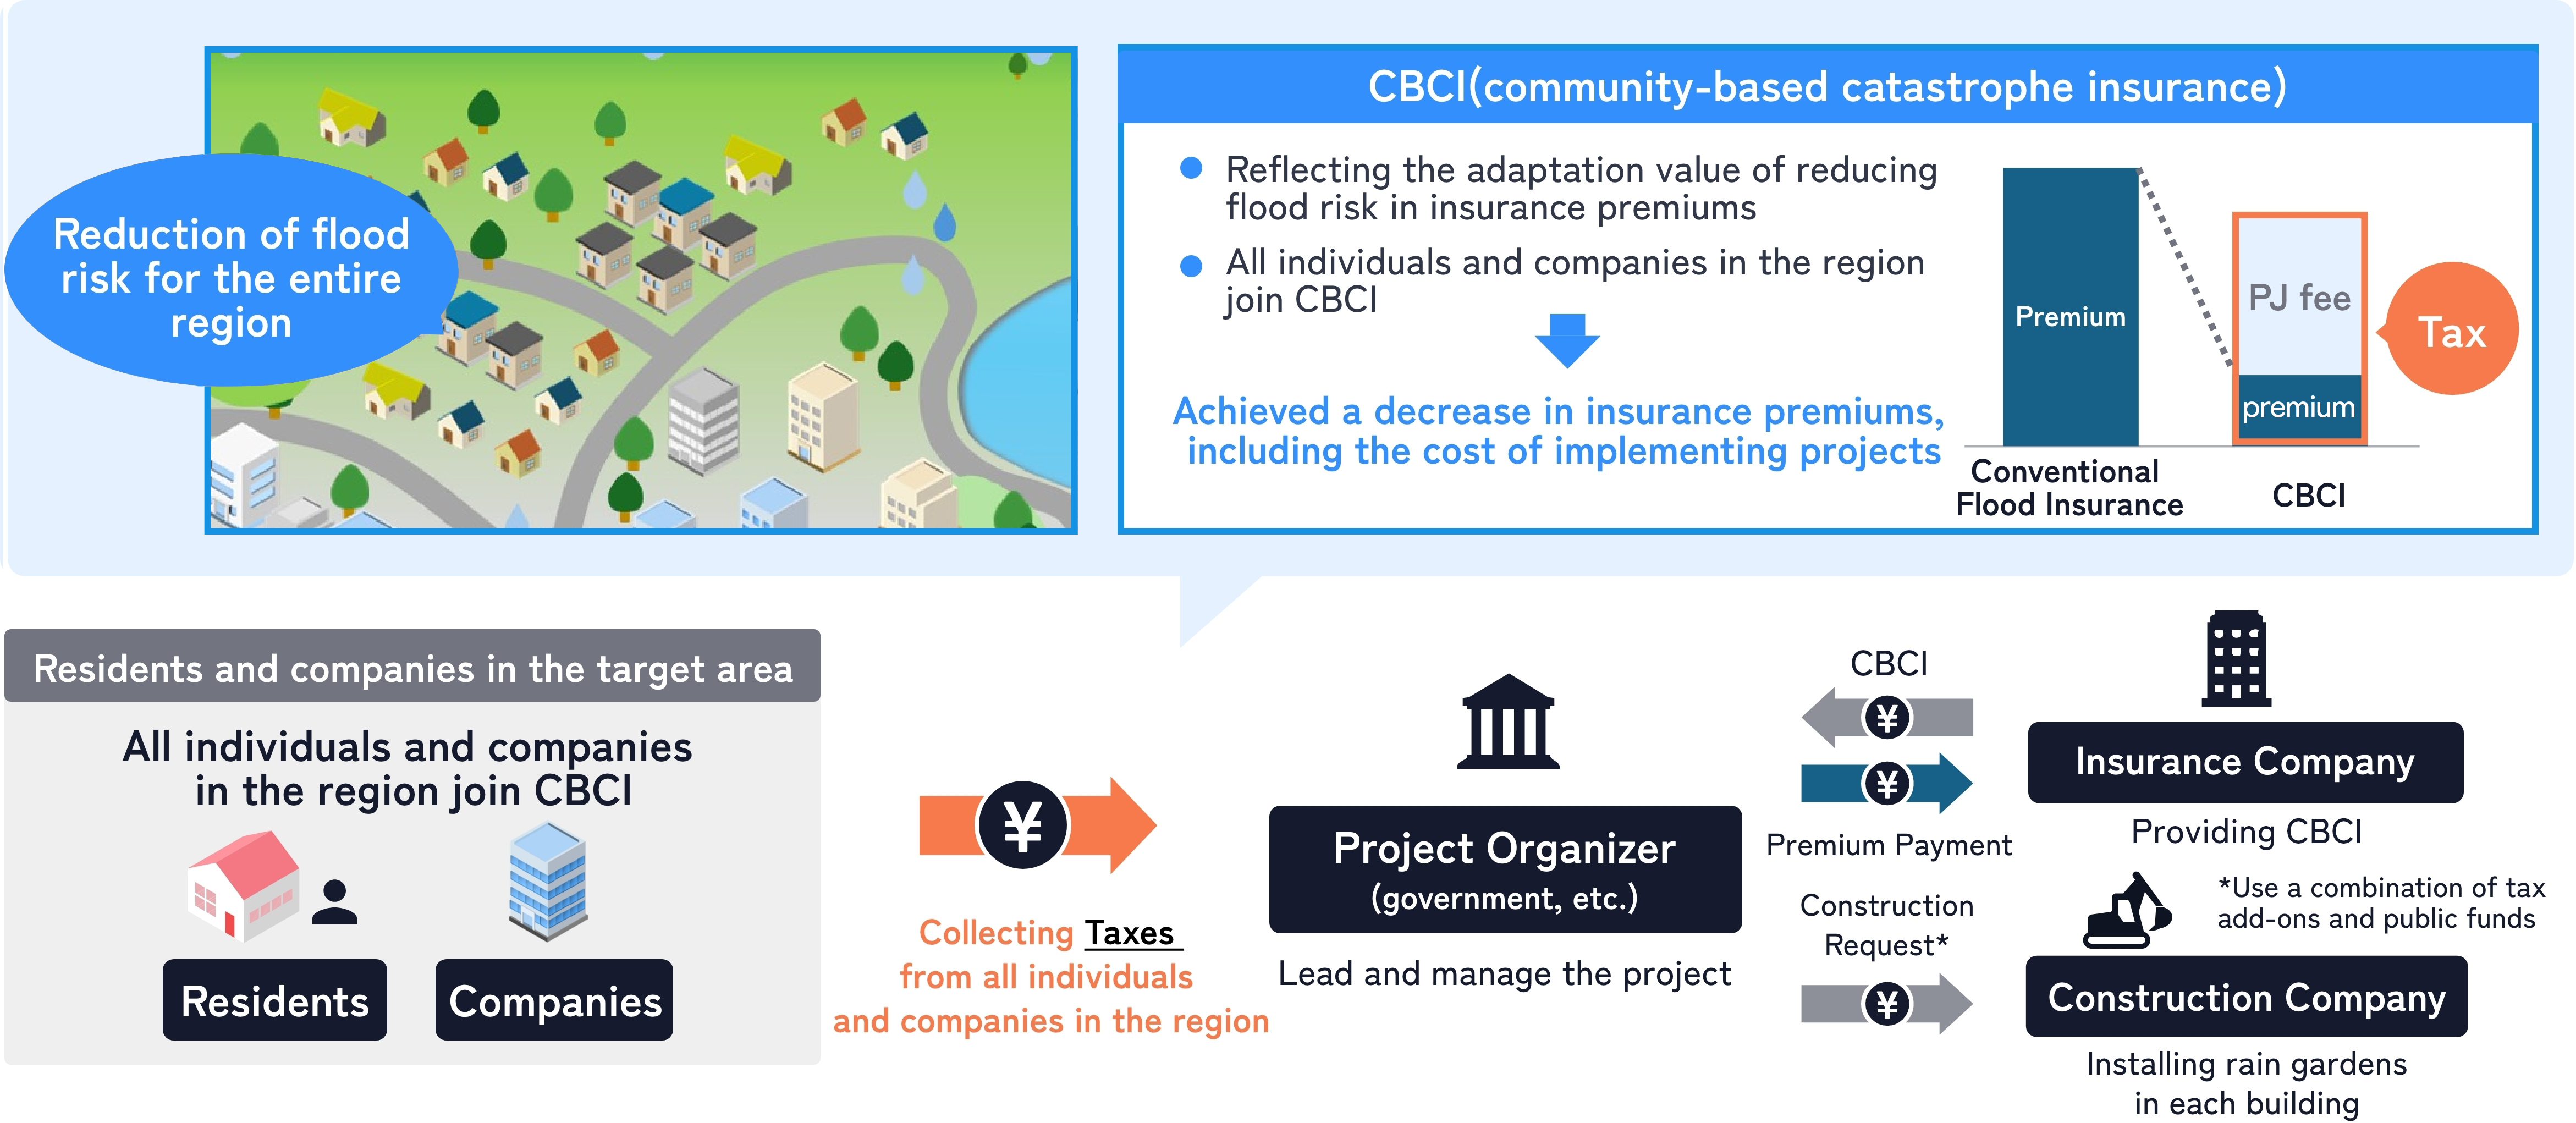 Reduction of flood
risk for the entire
region
CBCI(community-based catastrophe insurance)
Reflecting the adaptation value of reducing
flood risk in insurance premiums
All individuals and companies in the region
join CBCI
Achieved a decrease in insurance premiums,
including the cost of implementing projects
Premium
PJ fee
premium
Tax
Conventional
Flood Insurance
CBCI
Residents and companies in the target area
All individuals and companies
in the region join CBCI
Residents
Companies
¥
Collecting Taxes
from all individuals
and companies in the region
Project Organizer
(government, etc.)
Lead and manage the project
CBCI
¥
¥
Premium Payment
Construction
Request*
¥
Insurance Company
Providing CBCI
*Use a combination of tax
add-ons and public funds
Construction Company
Installing rain gardens
in each building